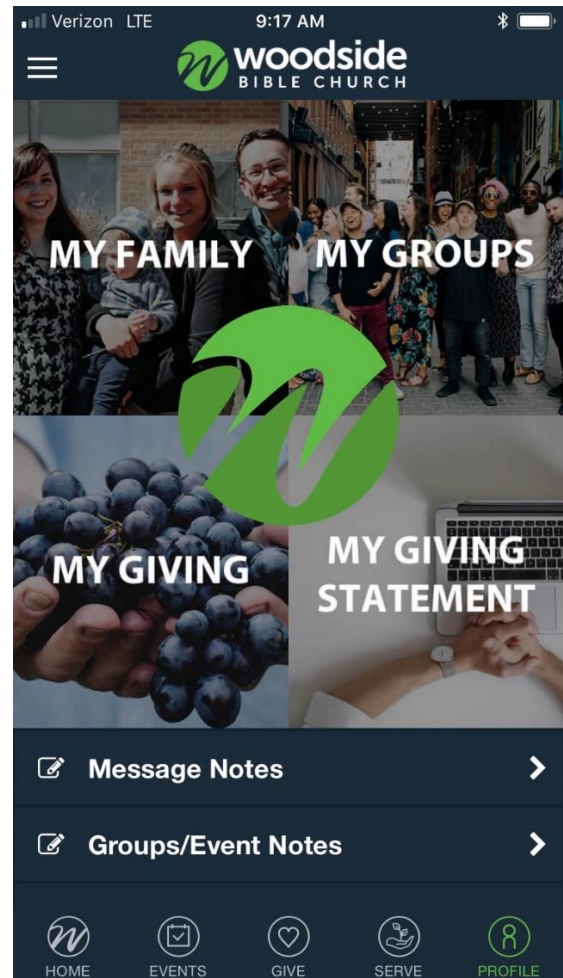 Verizon LTE 9:17 AM
woodside
BIBLE CHURCH
MY FAMILY
MY GROUPS
MY GIVING
MY GIVING
STATEMENT
Message Notes
Groups/Event Notes
HOME EVENTS GIVE SERVE PROFILE